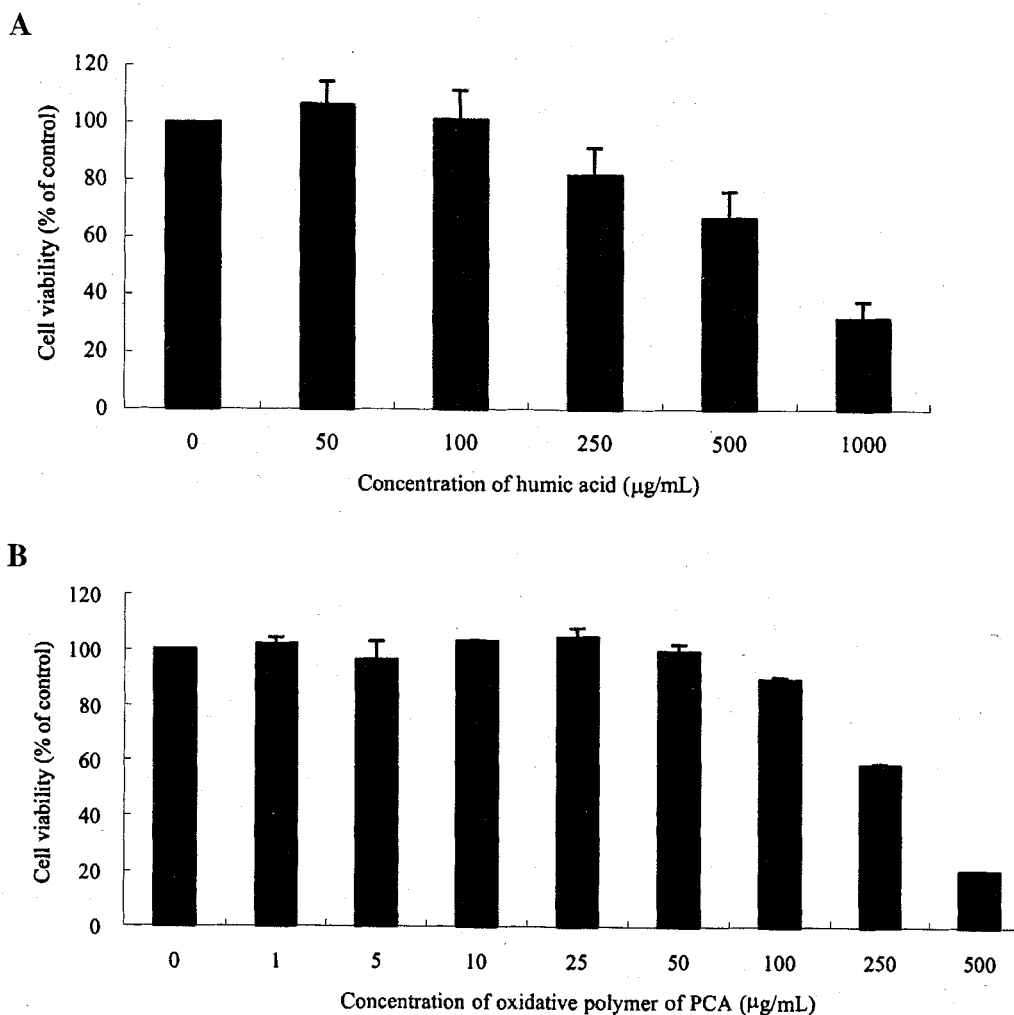 A
120
100
80
60
40
20
0
Cell viability (% of control)
0 50 100 250 500 1000
Concentration of humic acid (μg/mL)
B
120
100
80
60
40
20
0
Cell viability (% of control)
0 1 5 10 25 50 100 250 500
Concentration of oxidative polymer of PCA (μg/mL)